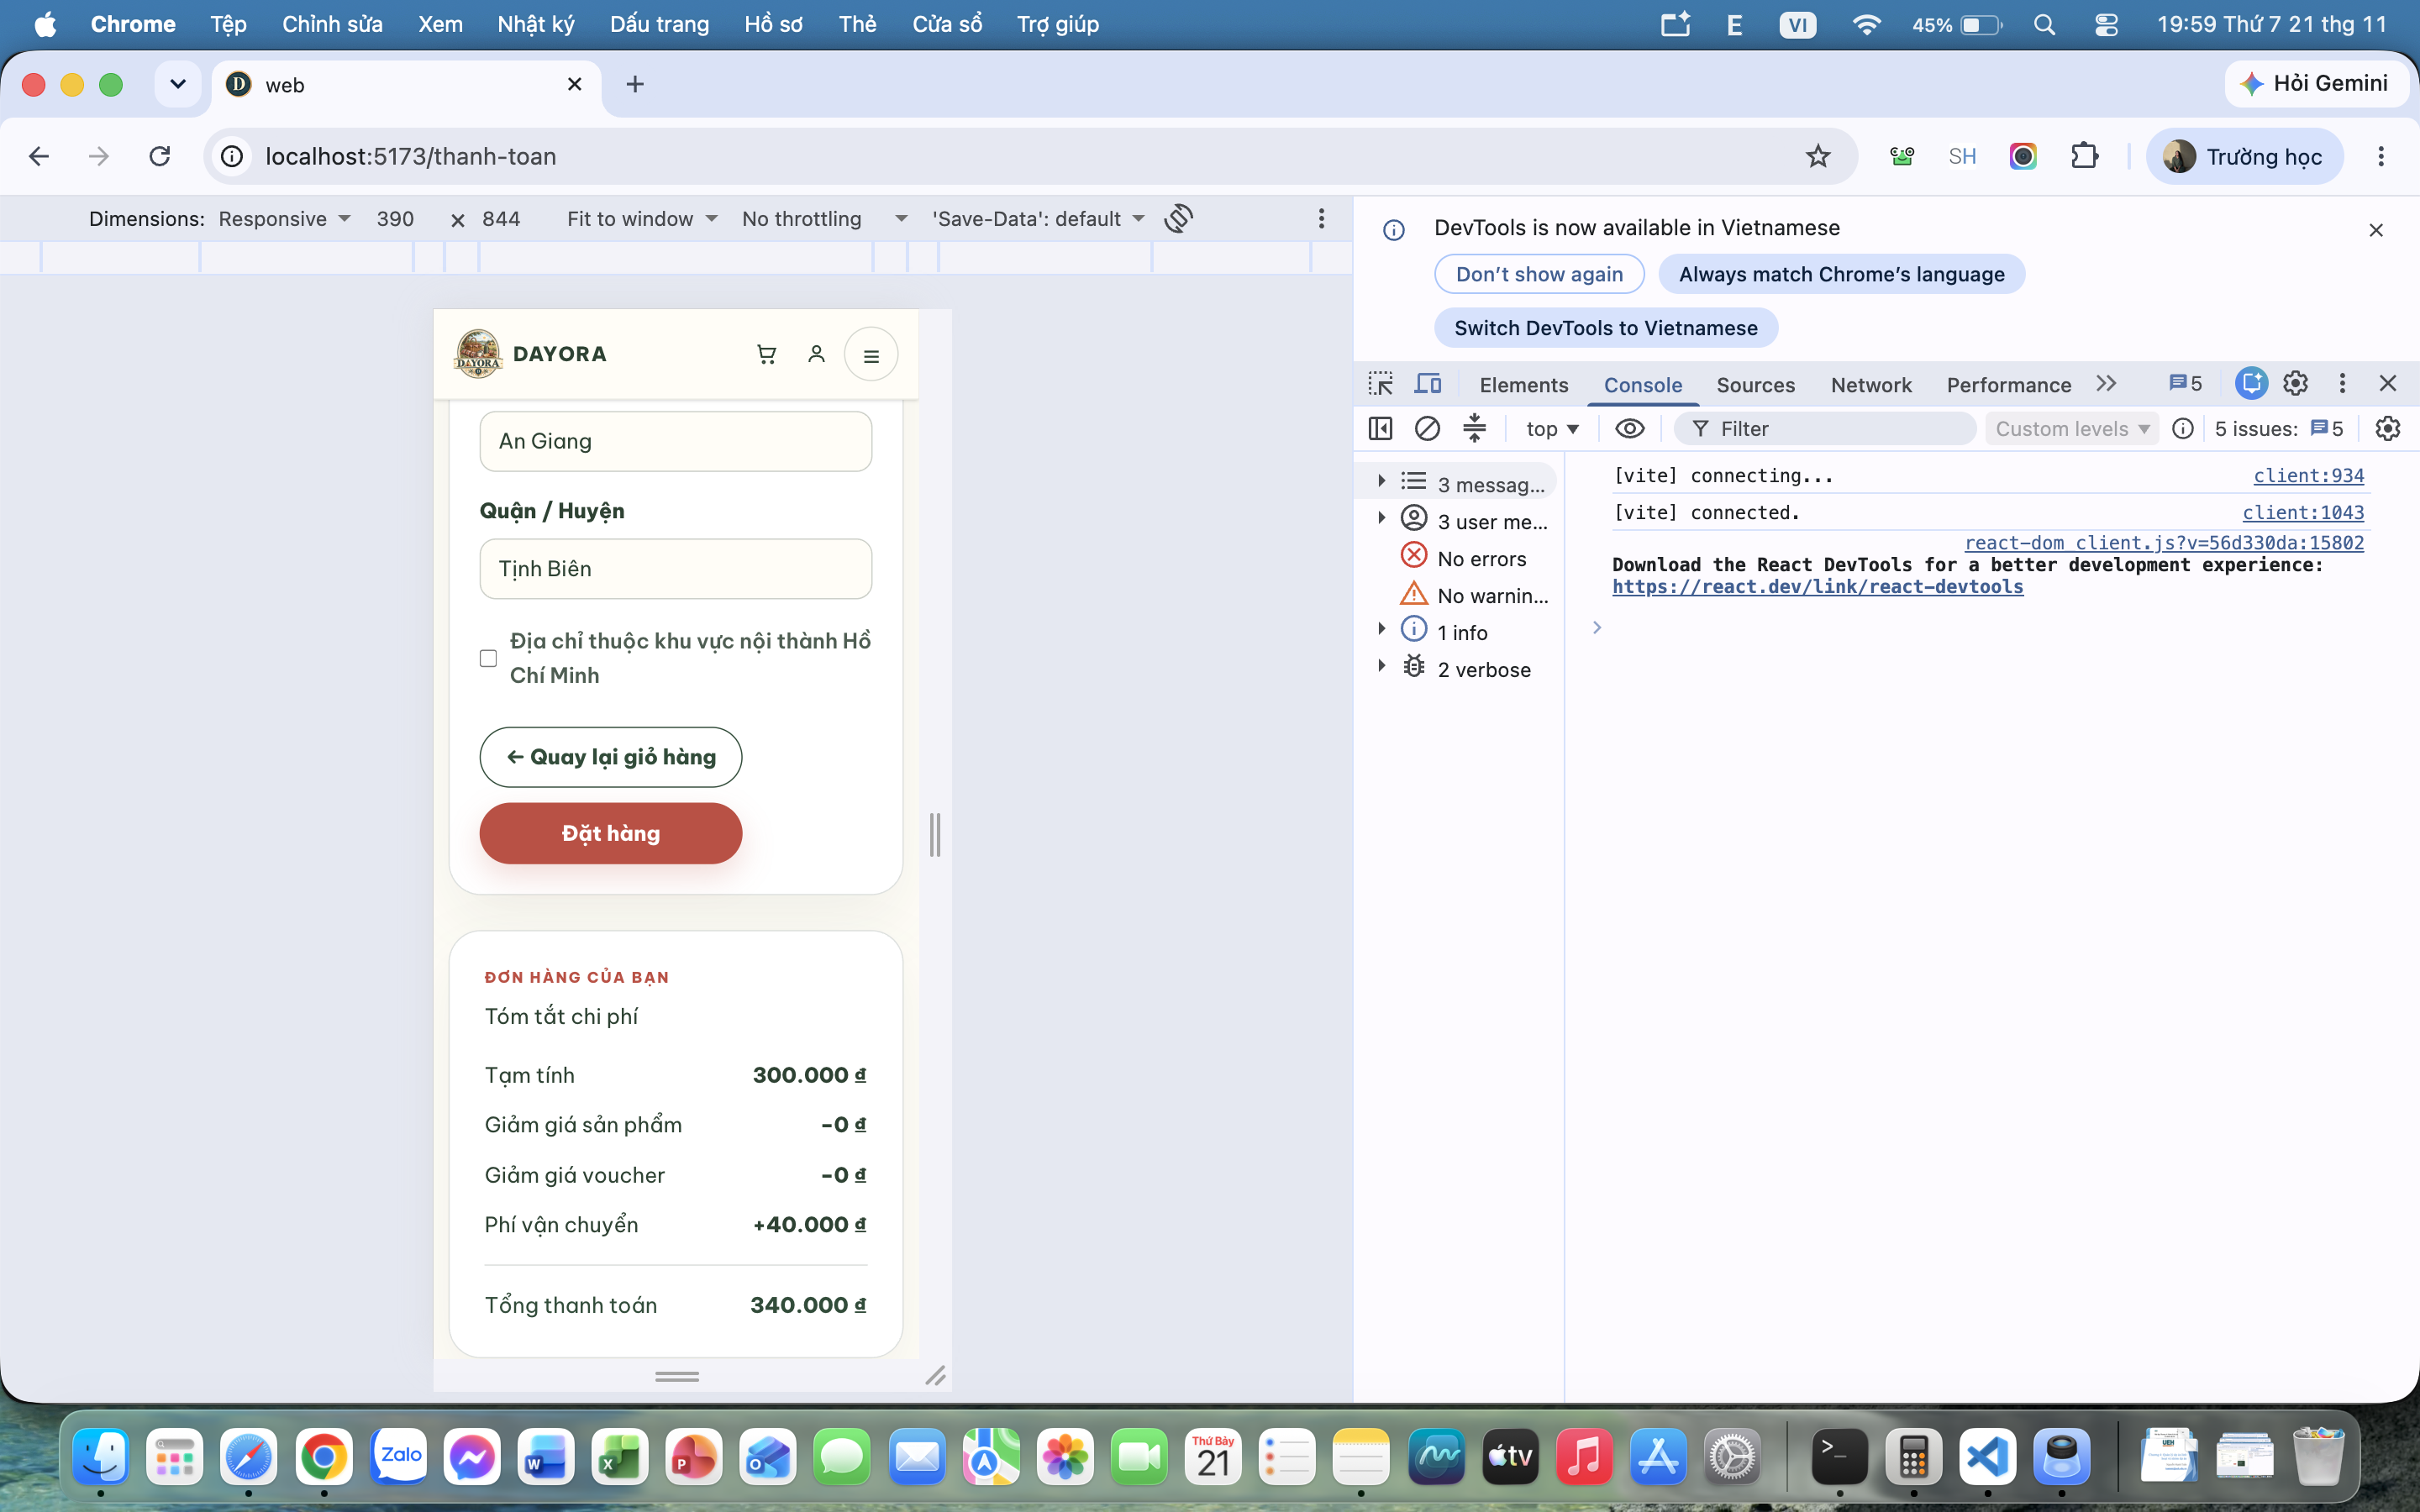 Chrome Tệp Chỉnh sửa Xem Nhật ký Dấu trang Hồ sơ Thẻ Cửa sổ Trợ giúp E VI 45% 19:59 Thứ 7 21 thg 11
D web Hỏi Gemini
localhost:5173/thanh-toan SH Trường học
Dimensions: Responsive 390 × 844 Fit to window No throttling 'Save-Data': default
DAYORA DAYORA
An Giang
Quận / Huyện
Tịnh Biên
Địa chỉ thuộc khu vực nội thành Hồ
Chí Minh
← Quay lại giỏ hàng
Đặt hàng
ĐƠN HÀNG CỦA BẠN
Tóm tắt chi phí
Tạm tính 300.000 ₫
Giảm giá sản phẩm −0 ₫
Giảm giá voucher −0 ₫
Phí vận chuyển +40.000 ₫
Tổng thanh toán 340.000 ₫
DevTools is now available in Vietnamese
Don’t show again Always match Chrome’s language
Switch DevTools to Vietnamese
Elements Console Sources Network Performance 5
top Filter Custom levels 5 issues: 5
3 messag...
3 user me...
No errors
No warnin...
1 info
2 verbose
[vite] connecting... client:934
[vite] connected. client:1043
react-dom_client.js?v=56d330da:15802
Download the React DevTools for a better development experience:
https://react.dev/link/react-devtools
Zalo W X P O Thứ Bảy 21 tv